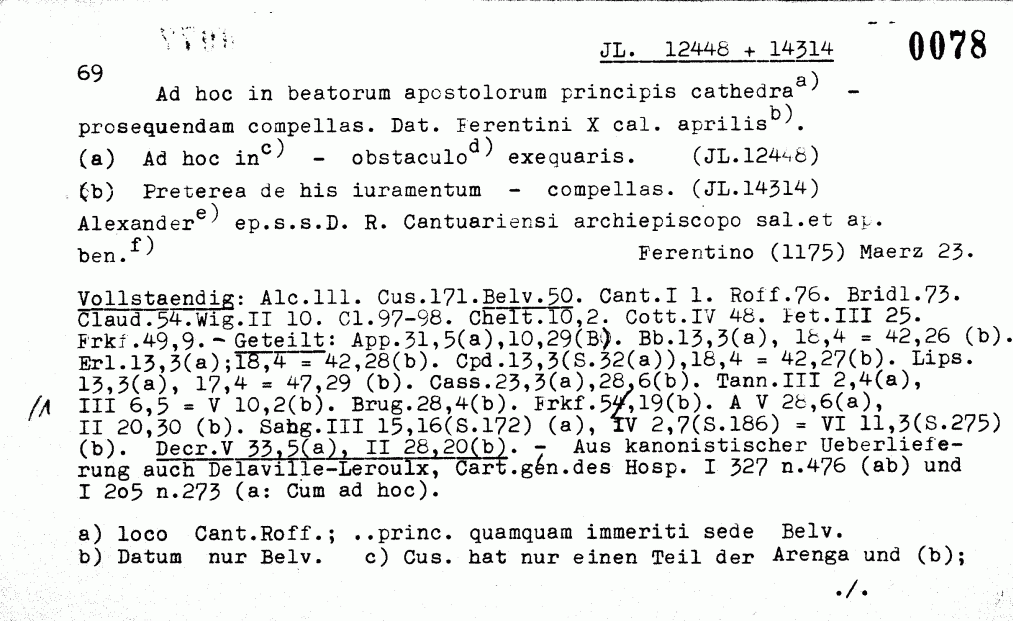 JL. 12448 + 14314 0078
69
Ad hoc in beatorum apostolorum principis cathedra a) -
prosequendam compellas. Dat. Ferentini X cal. aprilis b).
(a) Ad hoc in c) - obstaculo d) exequaris. (JL.12448)
(b) Preterea de his iuramentum - compellas. (JL.14314)
Alexander e) ep.s.s.D. R. Cantuariensi archiepiscopo sal.et ap.
ben. f) Ferentino (1175) Maerz 23.
Vollstaendig: Alc.111. Cus.171. Belv.50. Cant.I 1. Roff.76. Bridl.73.
Claud.54.Wig.II 10. Cl.97-98. Chelt.10,2. Cott.IV 48. Pet.III 25.
Frkf.49,9.- Geteilt: App.31,5(a),10,29(B). Bb.13,3(a), 18,4 = 42,26 (b).
Erl.13,3(a);18,4 = 42,28(b). Cpd.13,3(S.32(a)),18,4 = 42,27(b). Lips.
13,3(a), 17,4 = 47,29 (b). Cass.23,3(a),28,6(b). Tann.III 2,4(a),
III 6,5 = V 10,2(b). Brug.28,4(b). Frkf.54,19(b). A V 28,6(a),
/1 II 20,30 (b). Sahg.III 15,16(S.172) (a), IV 2,7(S.186) = VI 11,3(S.275)
(b). Decr.V 33,5(a), II 28,20(b). - Aus kanonistischer Ueberliefe-
rung auch Delaville-Leroulx, Cart.gén.des Hosp. I 327 n.476 (ab) und
I 2o5 n.273 (a: Cum ad hoc).
a) loco Cant.Roff.; ..princ. quamquam immeriti sede Belv.
b) Datum nur Belv. c) Cus. hat nur einen Teil der Arenga und (b);
./.